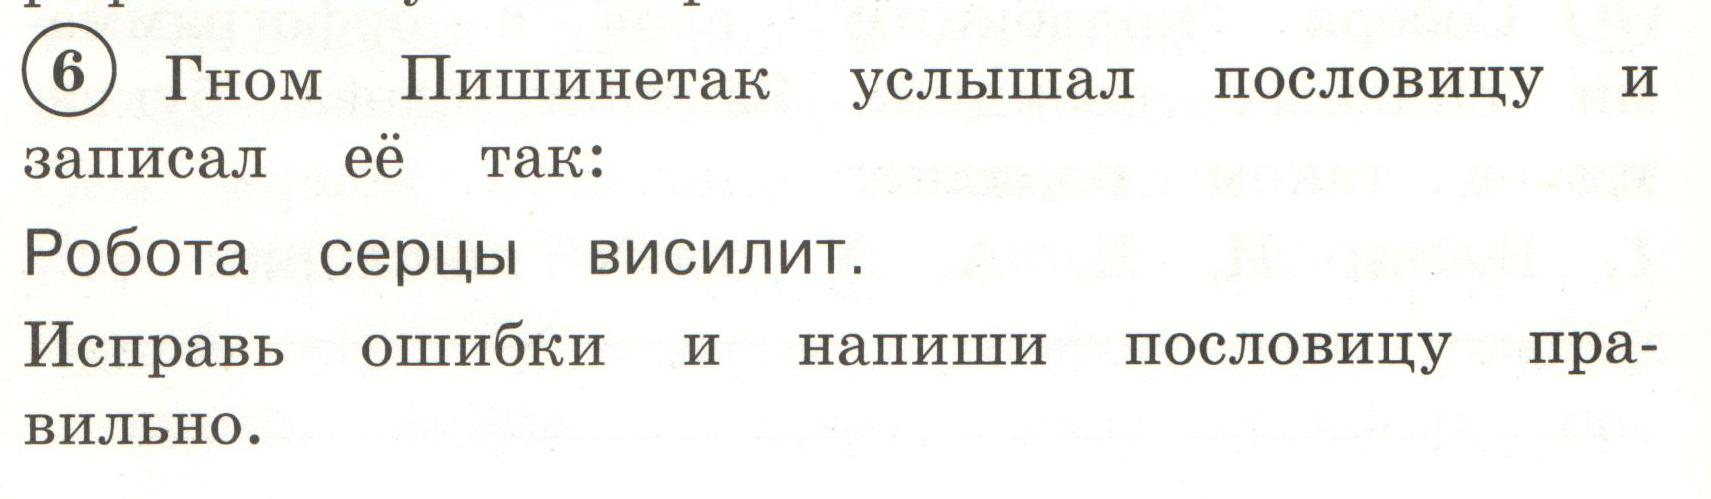 6 Гном Пишинетак услышал пословицу и
записал её так:
Робота серцы висилит.
Исправь ошибки и напиши пословицу пра-
вильно.